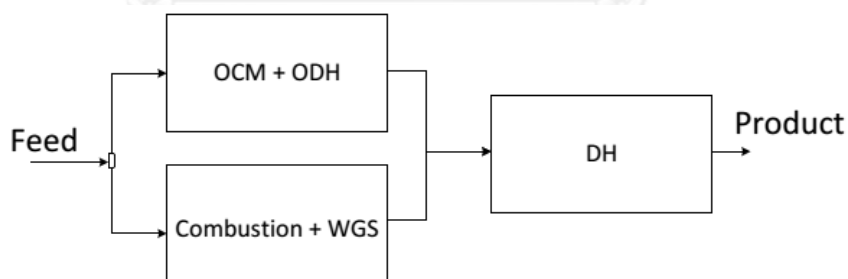 OCM + ODH
Feed
Combustion + WGS
DH
Product